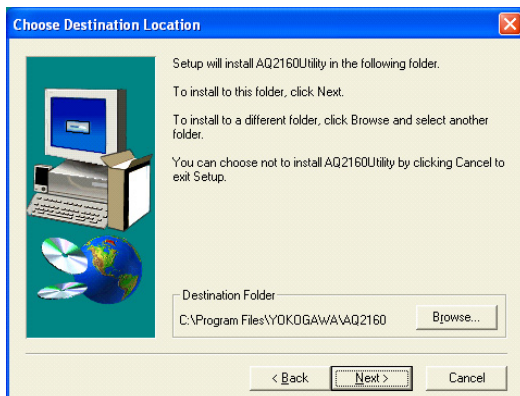 Choose Destination Location
Setup will install AQ2160Utility in the following folder.
To install to this folder, click Next.
To install to a different folder, click Browse and select another
folder.
You can choose not to install AQ2160Utility by clicking Cancel to
exit Setup.
Destination Folder
C:\Program Files\YOKOGAWA\AQ2160
Browse...
< Back
Next >
Cancel